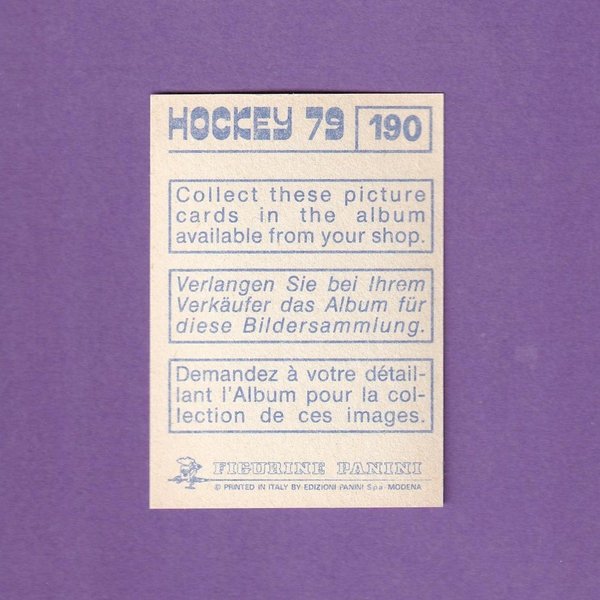 HOCKEY 79 190
Collect these picture
cards in the album
available from your shop.
Verlangen Sie bei Ihrem
Verkäufer das Album für
diese Bildersammlung.
Demandez à votre détail-
lant l'Album pour la col-
lection de ces images.
FIGURINE PANINI
© PRINTED IN ITALY BY EDIZIONI PANINI S.p.a. MODENA